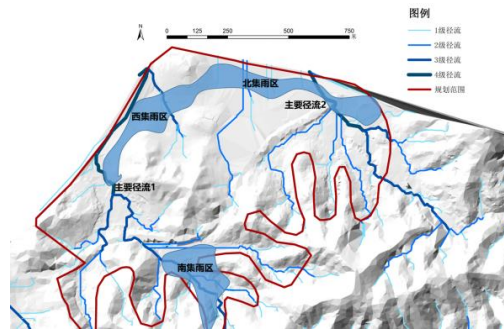 图例
N
0 125 250 500 750
米
1级径流
2级径流
3级径流
4级径流
规划范围
北集雨区
主要径流2
西集雨区
主要径流1
南集雨区